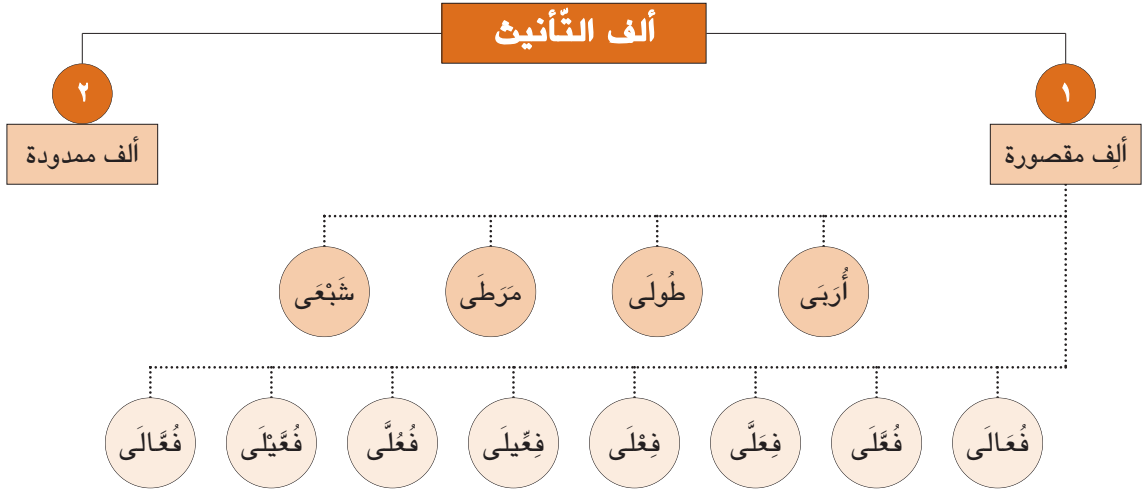 ألف التّأنيث
١
٢
ألِف مقصورة
ألف ممدودة
أُرَبَى
طُولَى
مَرَطَى
شَبْعَى
فُعَالَى
فُعَّلَى
فِعَلَّى
فِعْلَى
فِعِّيلَى
فُعُلَّى
فُعَّيْلَى
فُعَّالَى